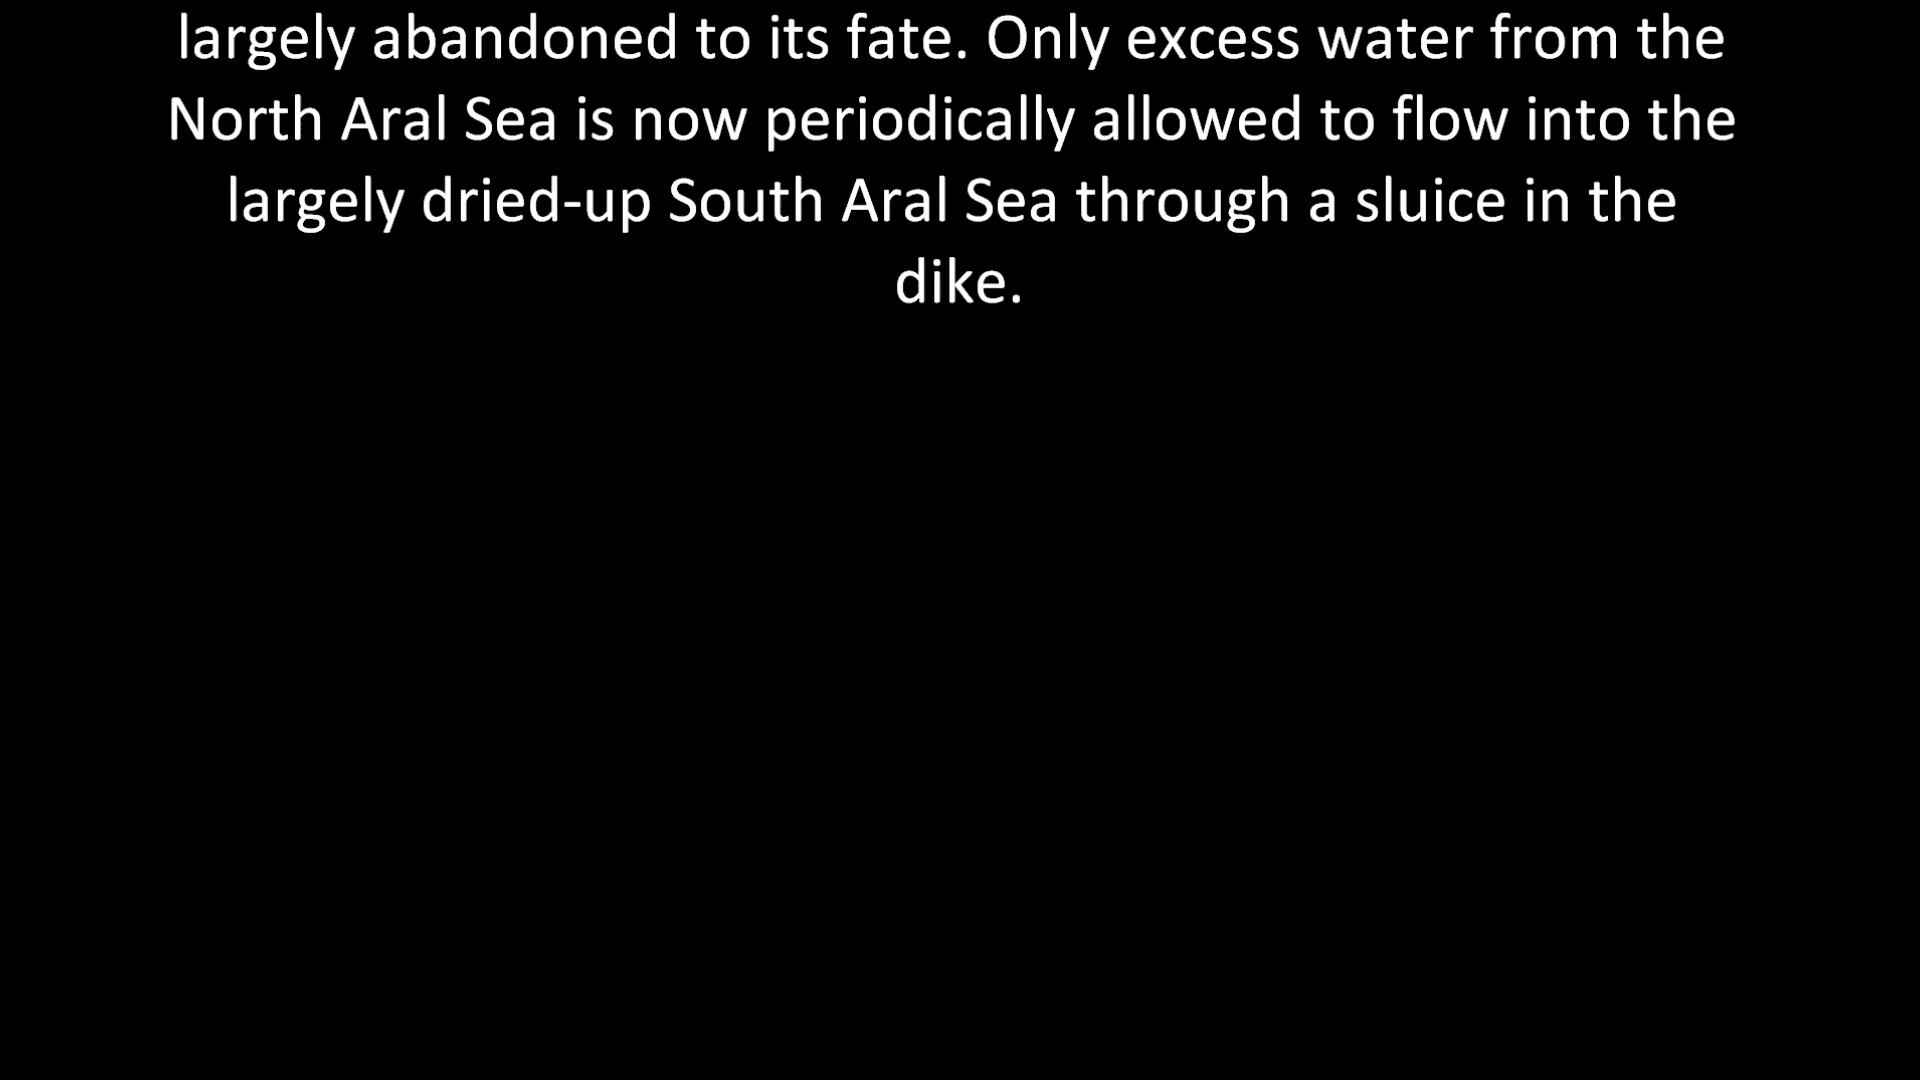 largely abandoned to its fate. Only excess water from the
North Aral Sea is now periodically allowed to flow into the
largely dried-up South Aral Sea through a sluice in the
dike.